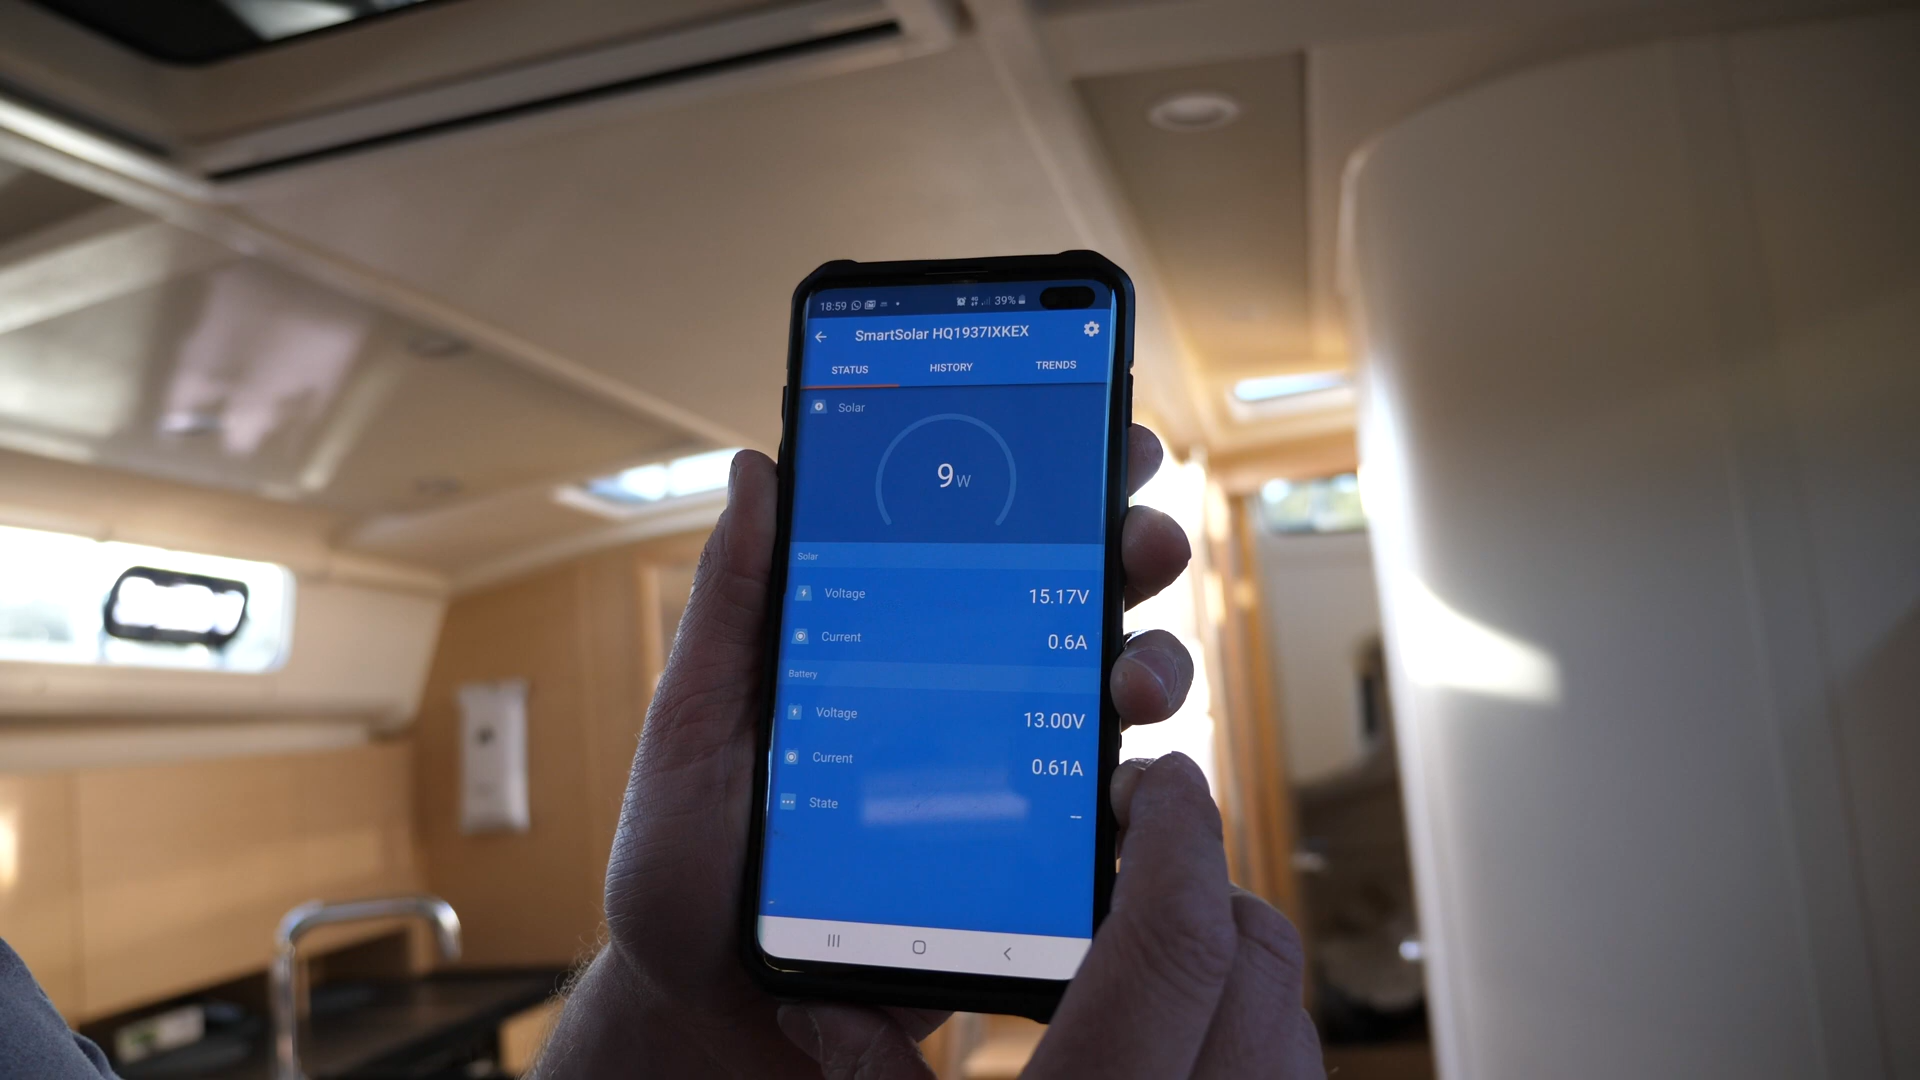 18:59 39%
SmartSolar HQ1937IXKEX
STATUS HISTORY TRENDS
Solar
9W
Solar
Voltage 15.17V
Current 0.6A
Battery
Voltage 13.00V
Current 0.61A
State --